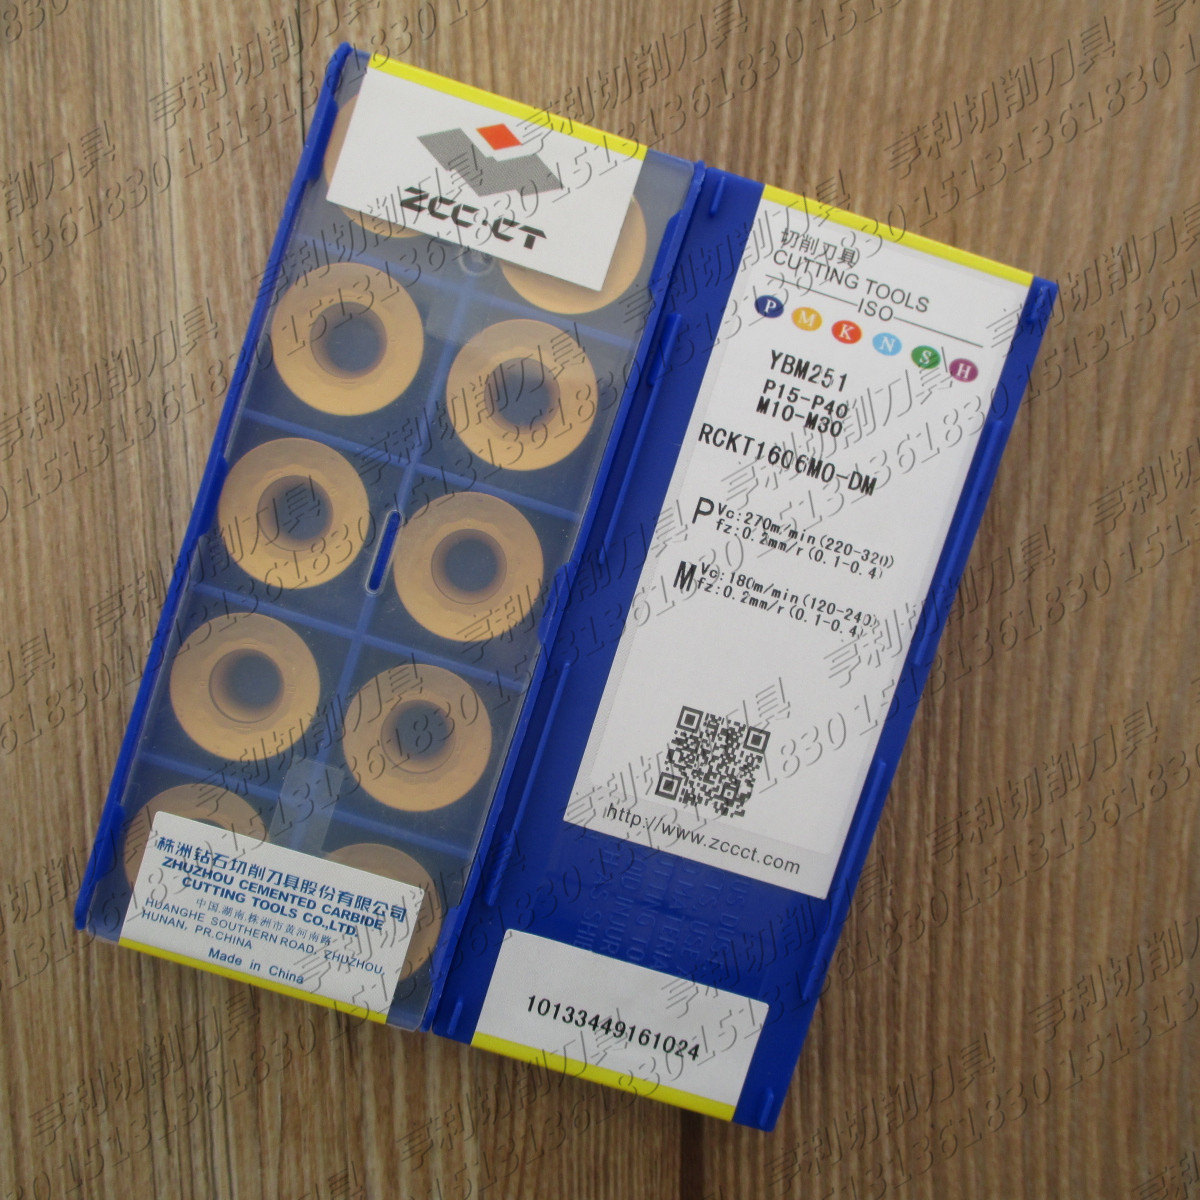 ZCC·CT
切削刀具
CUTTING TOOLS
ISO
P M K N S H
YBM251
P15-P40
M10-M30
RCKT1606MO-DM
P Vc:270m/min(220-320)
fz:0.2mm/r(0.1-0.4)
M Vc:180m/min(120-240)
fz:0.2mm/r(0.1-0.4)
http://www.zccct.com
10133449161024
株洲钻石切削刀具股份有限公司
ZHUZHOU CEMENTED CARBIDE
CUTTING TOOLS CO.,LTD.
中国.湖南.株洲市黄河南路
HUANGHE SOUTHERN ROAD, ZHUZHOU,
HUNAN, PR.CHINA
Made in China
亨利切削刀具
15131361830